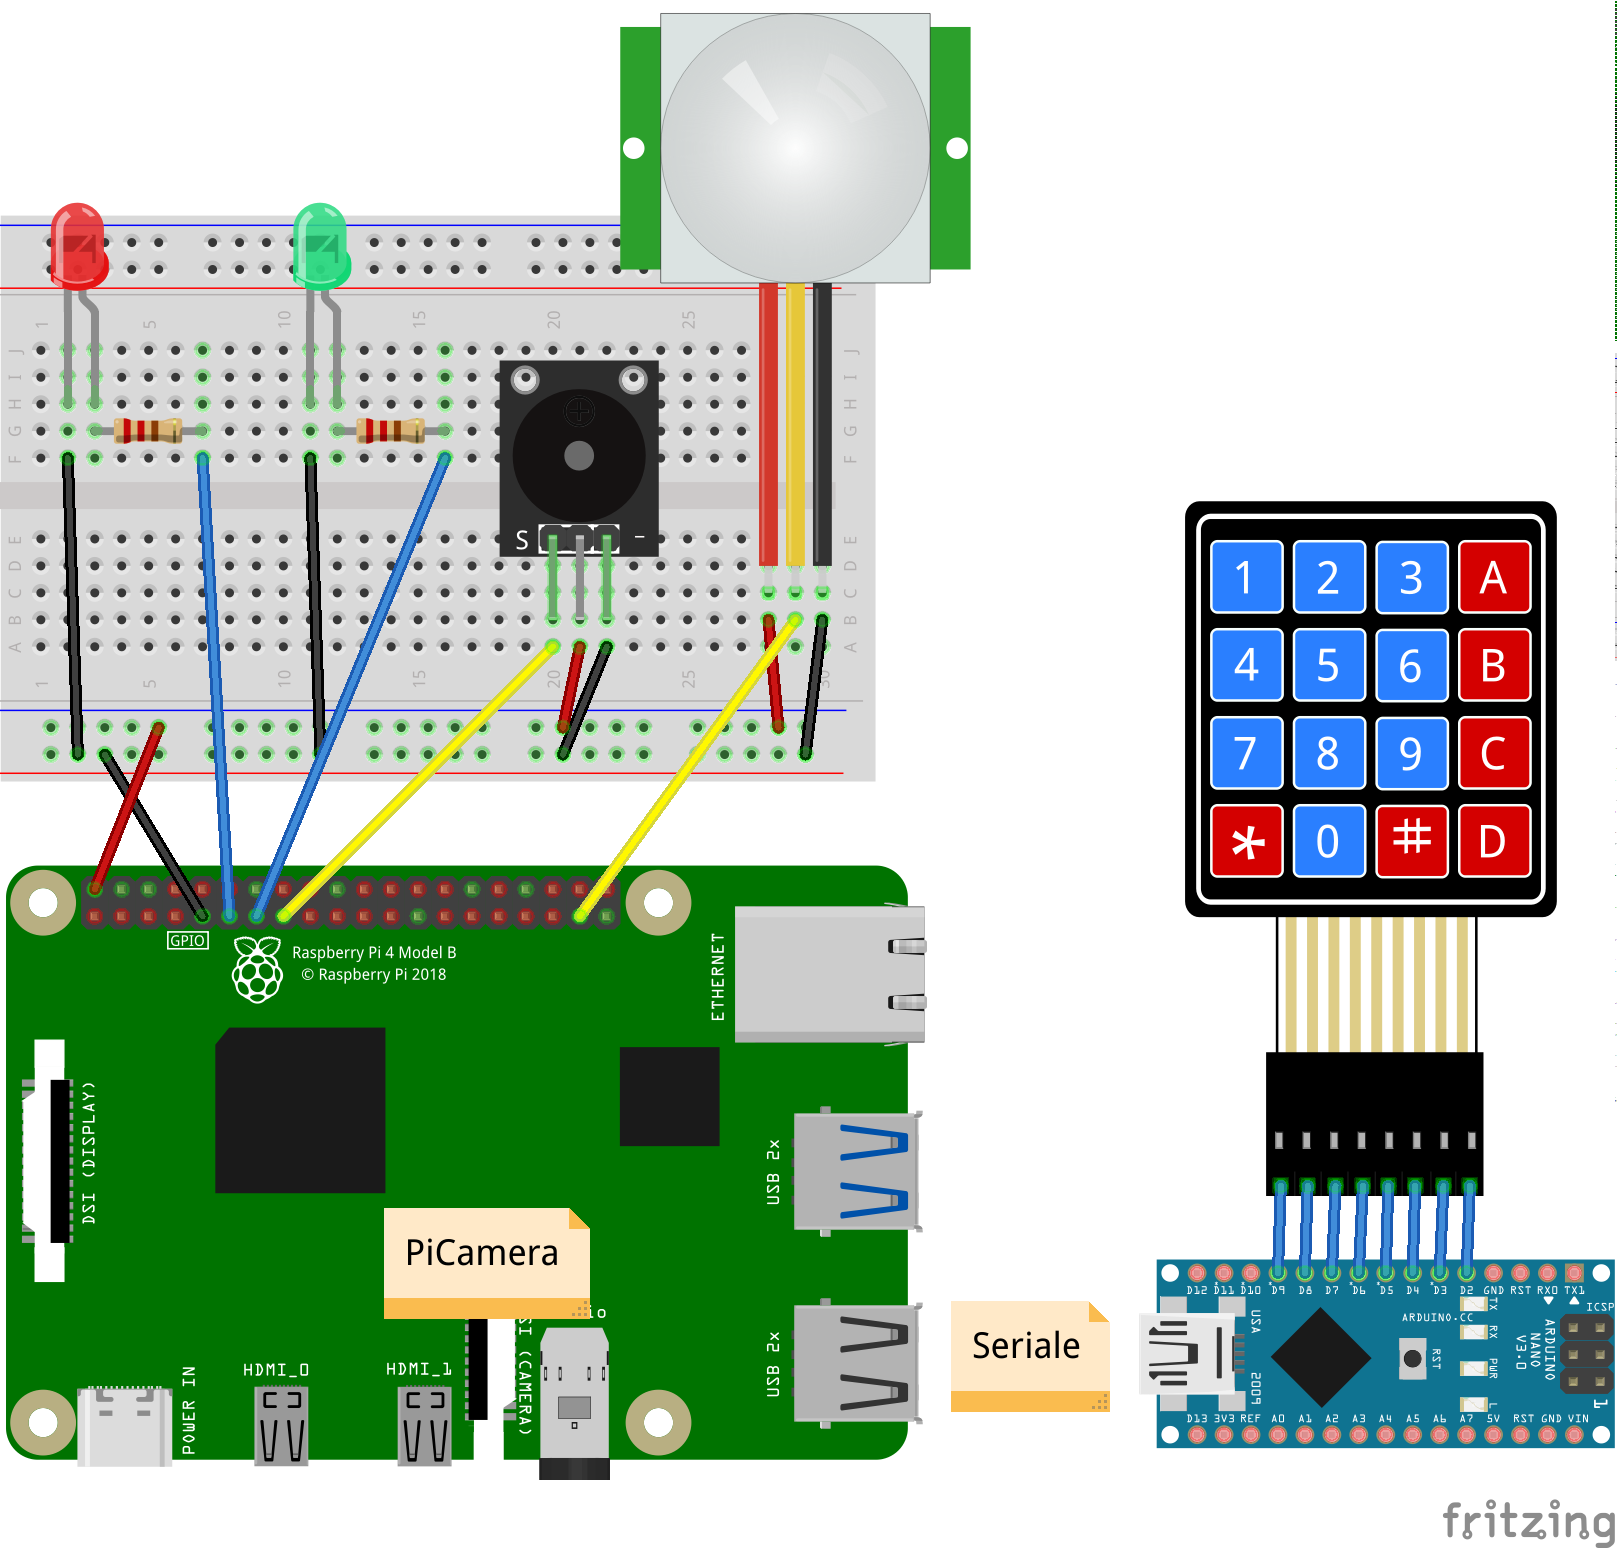 1 5 10 15 20 25
J J
I I
H H
G G
F F
S -
E E
D D
C C
B B
A A
1 5 10 15 20 25 30
1 2 3 A
4 5 6 B
7 8 9 C
* 0 # D
GPIO
Raspberry Pi 4 Model B
© Raspberry Pi 2018
ETHERNET
DSI (DISPLAY)
USB 2x
PiCamera
USB 2x
HDMI_0
HDMI_1
POWER IN
(CAMERA)
Seriale
D12 D11 D10 D9 D8 D7 D6 D5 D4 D3 D2 GND RST RX0 TX1
USA
2009
ARDUINO.CC
TX
RX
PWR
L
RST
ARDUINO
NANO
V3.0
ICSP
1
D13 3V3 REF A0 A1 A2 A3 A4 A5 A6 A7 5V RST GND VIN
fritzing